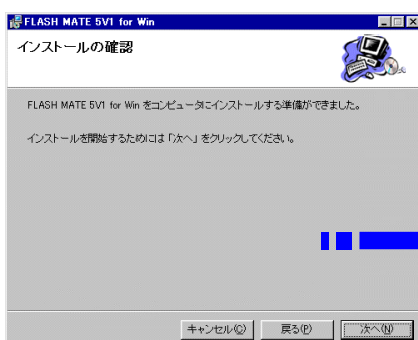 FLASH MATE 5V1 for Win
インストールの確認
FLASH MATE 5V1 for Win をコンピュータにインストールする準備ができました。
インストールを開始するためには「次へ」をクリックしてください。
キャンセル(C)
戻る(P)
次へ(N)